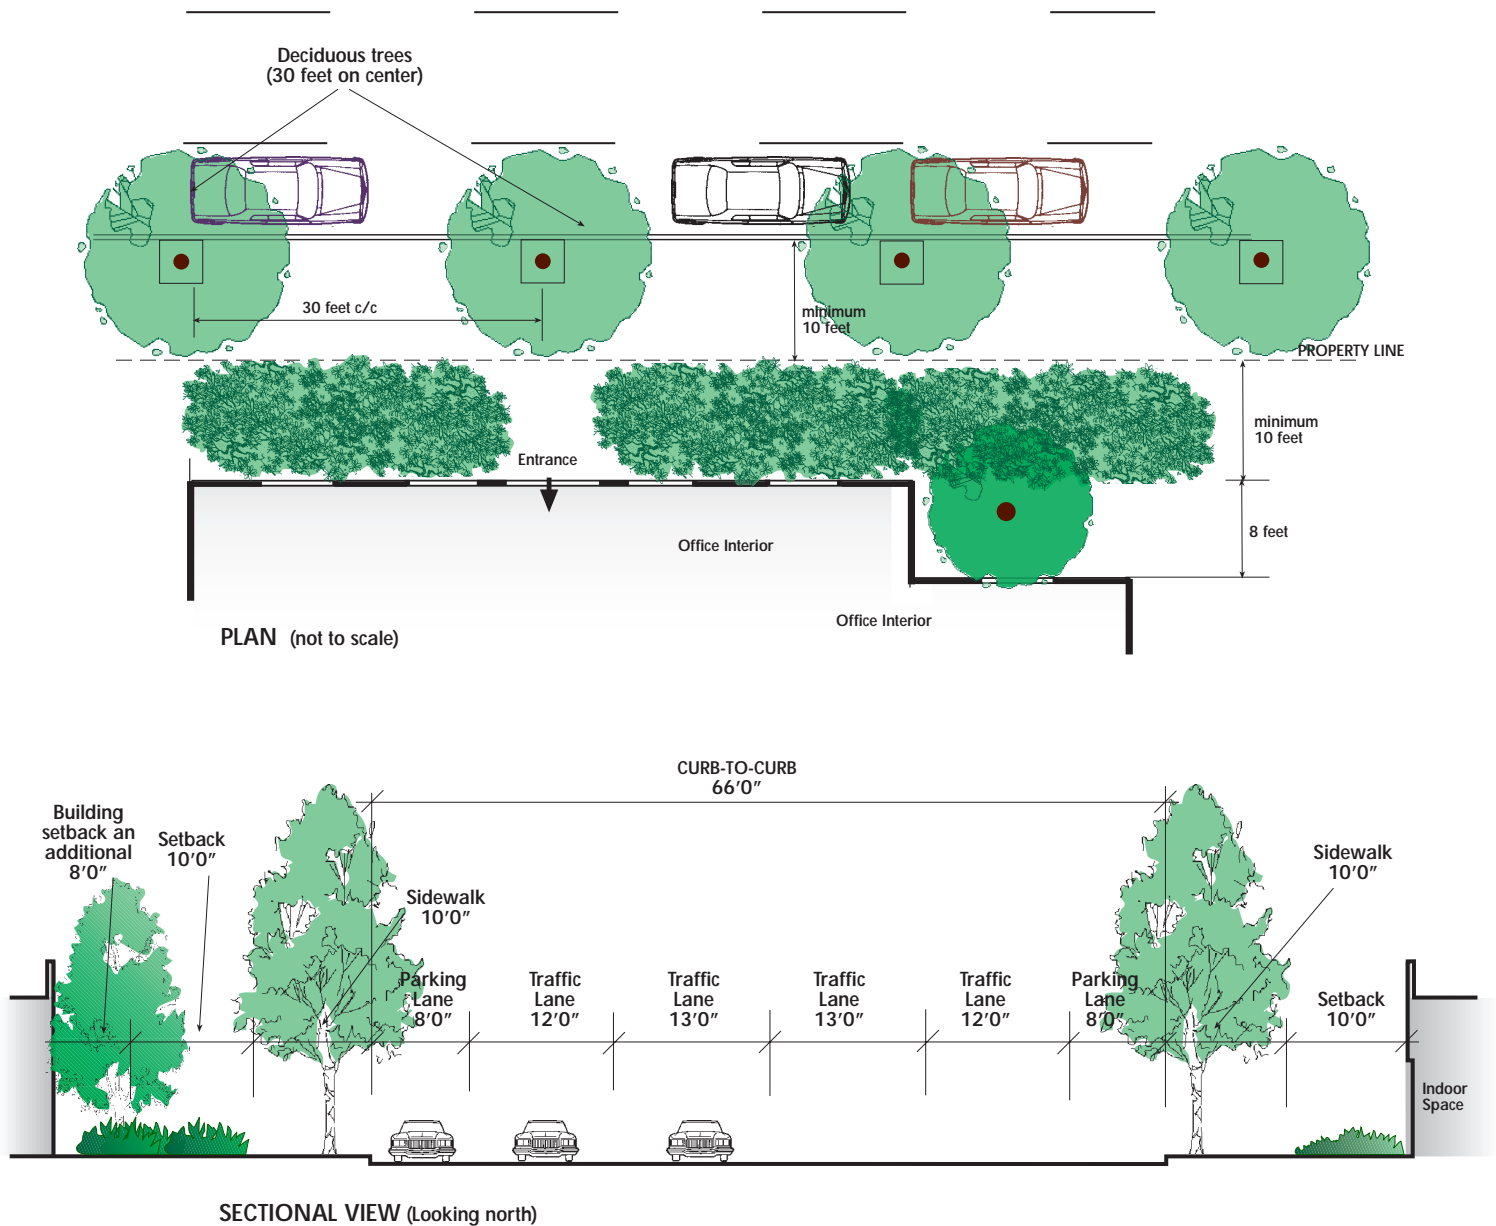 Deciduous trees
(30 feet on center)
30 feet c/c
minimum
10 feet
PROPERTY LINE
minimum
10 feet
Entrance
8 feet
Office Interior
Office Interior
PLAN (not to scale)
CURB-TO-CURB
66’0”
Building
setback an
additional
8’0”
Setback
10’0”
Sidewalk
10’0”
Sidewalk
10’0”
Parking
Lane
8’0”
Traffic
Lane
12’0”
Traffic
Lane
13’0”
Traffic
Lane
13’0”
Traffic
Lane
12’0”
Parking
Lane
8’0”
Setback
10’0”
Indoor
Space
SECTIONAL VIEW (Looking north)